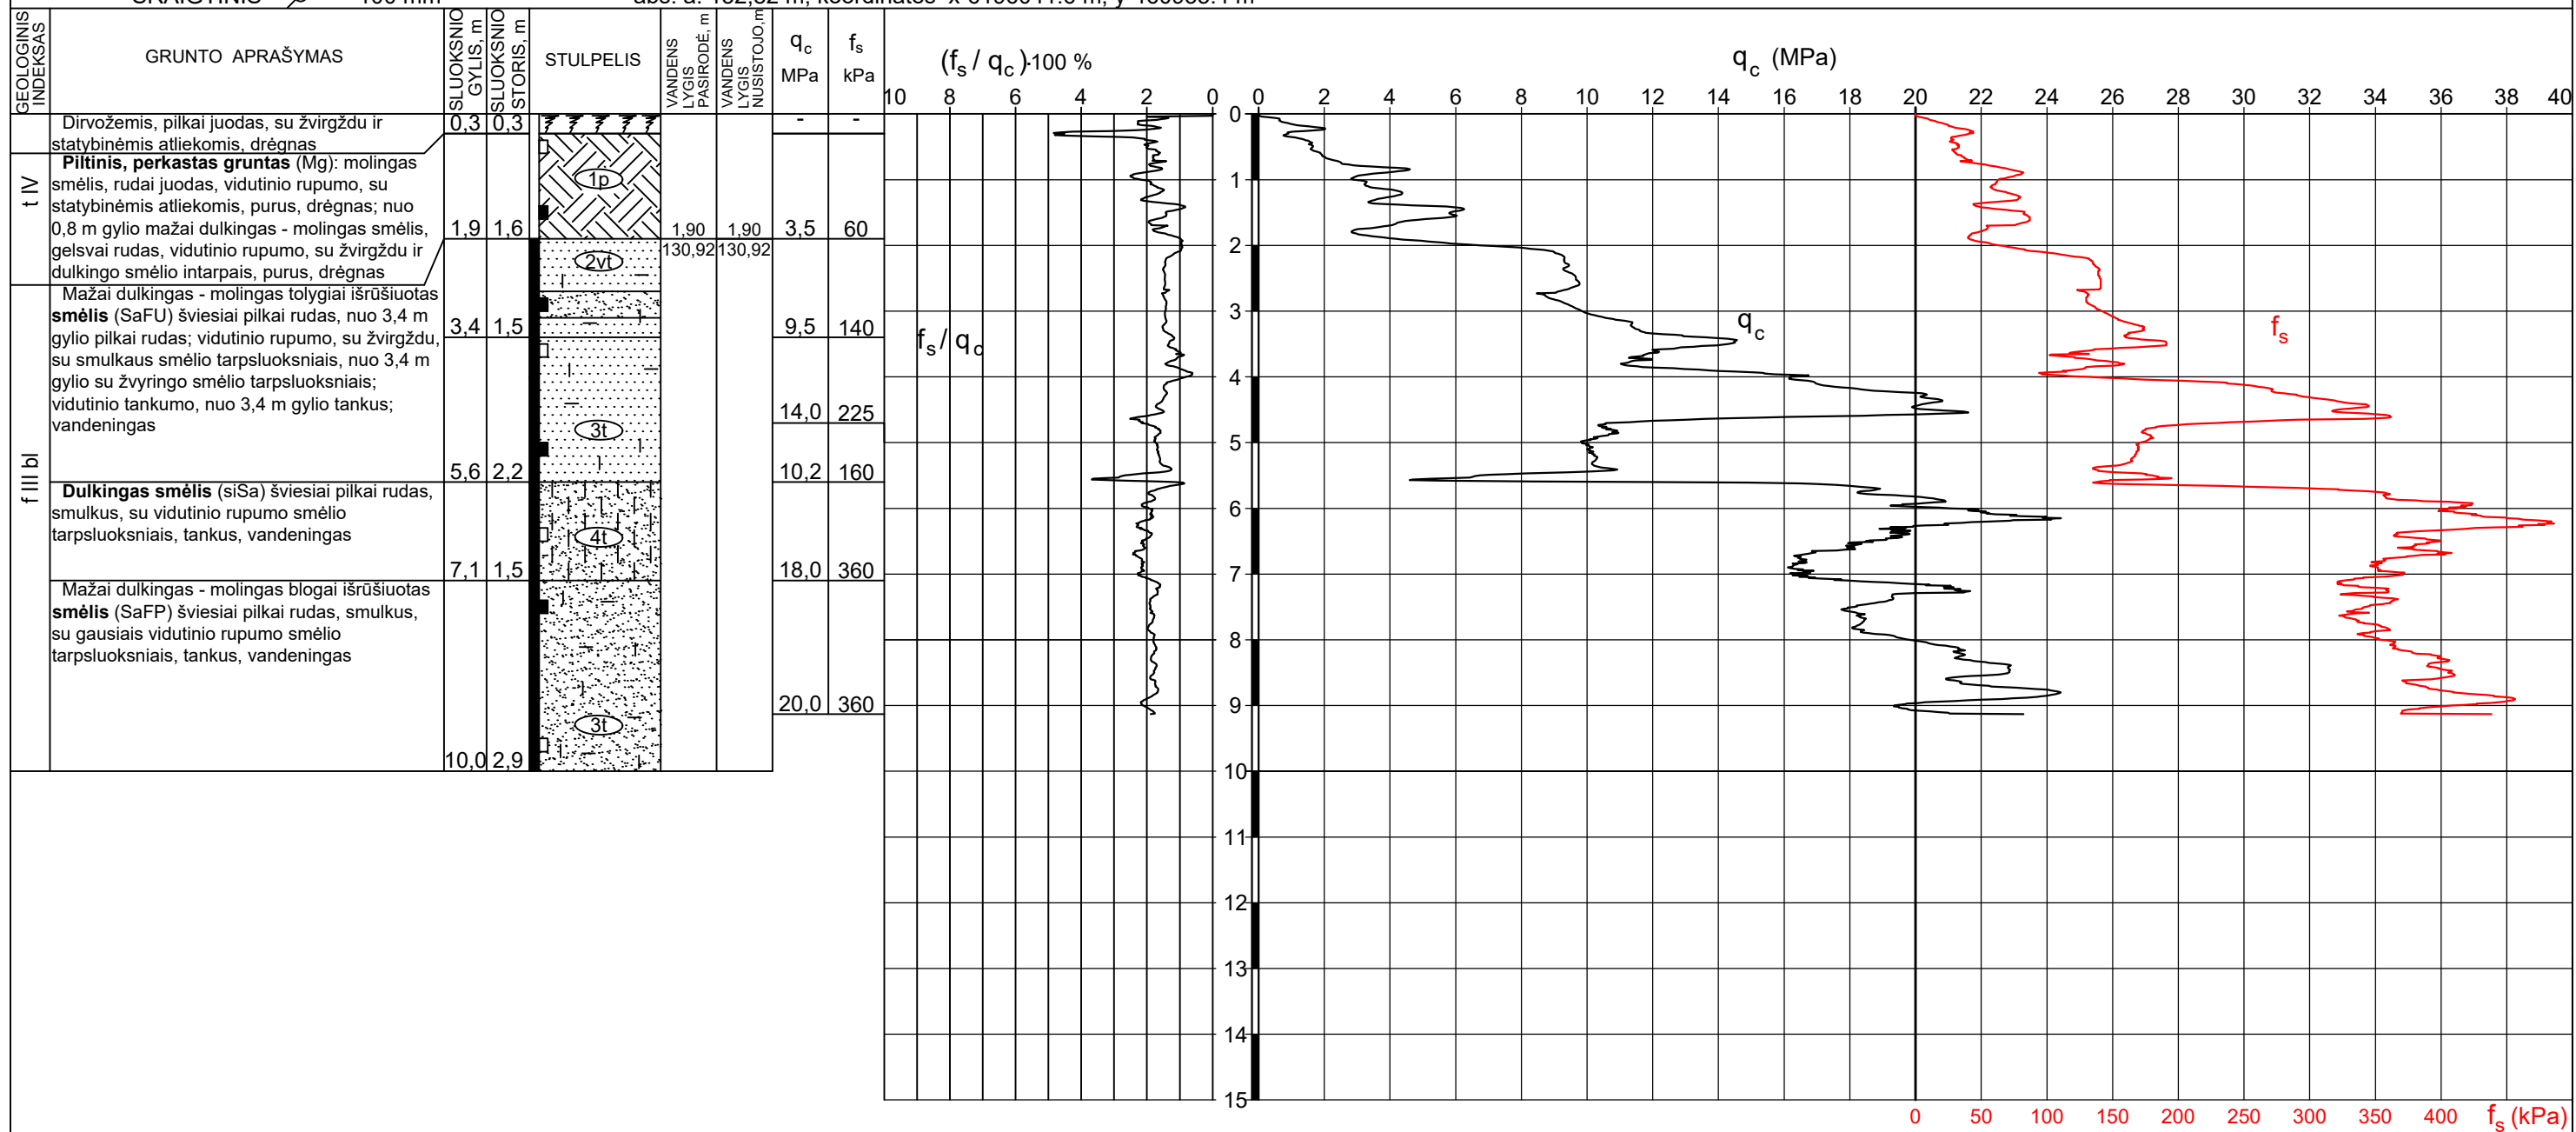 100 mm
GEOLOGINIS INDEKSAS
GRUNTO APRAŠYMAS
SLUOKSNIO GYLIS, m
SLUOKSNIO STORIS, m
STULPELIS
VANDENS LYGIS PASIRODĖ, m
VANDENS LYGIS NUSISTOJO, m
qc MPa
fs kPa
(fs / qc)·100 %
qc (MPa)
10 8 6 4 2 0
0 2 4 6 8 10 12 14 16 18 20 22 24 26 28 30 32 34 36 38 40
Dirvožemis, pilkai juodas, su žvirgždu ir
statybinėmis atliekomis, drėgnas
0,3 0,3 - -
t IV
Piltinis, perkastas gruntas (Mg): molingas
smėlis, rudai juodas, vidutinio rupumo, su
statybinėmis atliekomis, purus, drėgnas; nuo
0,8 m gylio mažai dulkingas - molingas smėlis,
gelsvai rudas, vidutinio rupumo, su žvirgždu ir
dulkingo smėlio intarpais, purus, drėgnas
1,9 1,6 1p 1,90 1,90 3,5 60
130,92 130,92
f III bl
Mažai dulkingas - molingas tolygiai išrūšiuotas
smėlis (SaFU) šviesiai pilkai rudas, nuo 3,4 m
gylio pilkai rudas; vidutinio rupumo, su žvirgždu,
su smulkaus smėlio tarpsluoksniais, nuo 3,4 m
gylio su žvyringo smėlio tarpsluoksniais;
vidutinio tankumo, nuo 3,4 m gylio tankus;
vandeningas
2vt
3,4 1,5 9,5 140
14,0 225
3t
5,6 2,2 10,2 160
Dulkingas smėlis (siSa) šviesiai pilkai rudas,
smulkus, su vidutinio rupumo smėlio
tarpsluoksniais, tankus, vandeningas
4t
7,1 1,5 18,0 360
Mažai dulkingas - molingas blogai išrūšiuotas
smėlis (SaFP) šviesiai pilkai rudas, smulkus,
su gausiais vidutinio rupumo smėlio
tarpsluoksniais, tankus, vandeningas
20,0 360
3t
10,0 2,9
fs / qc
qc
fs
0
1
2
3
4
5
6
7
8
9
10
11
12
13
14
15
0 50 100 150 200 250 300 350 400 fs (kPa)